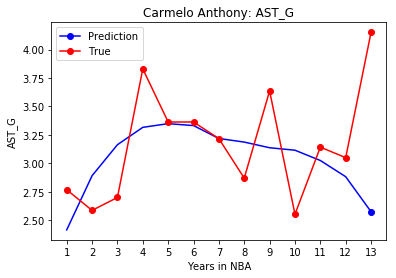 Carmelo Anthony: AST_G
Prediction
True
AST_G
4.00
3.75
3.50
3.25
3.00
2.75
2.50
1 2 3 4 5 6 7 8 9 10 11 12 13
Years in NBA